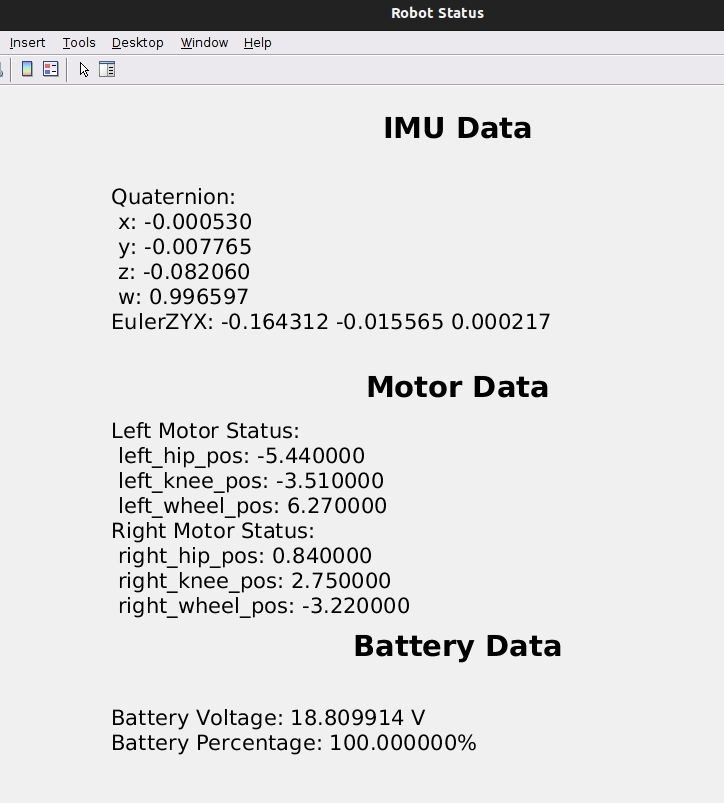 Robot Status
Insert Tools Desktop Window Help
IMU Data
Quaternion:
x: -0.000530
y: -0.007765
z: -0.082060
w: 0.996597
EulerZYX: -0.164312 -0.015565 0.000217
Motor Data
Left Motor Status:
left_hip_pos: -5.440000
left_knee_pos: -3.510000
left_wheel_pos: 6.270000
Right Motor Status:
right_hip_pos: 0.840000
right_knee_pos: 2.750000
right_wheel_pos: -3.220000
Battery Data
Battery Voltage: 18.809914 V
Battery Percentage: 100.000000%